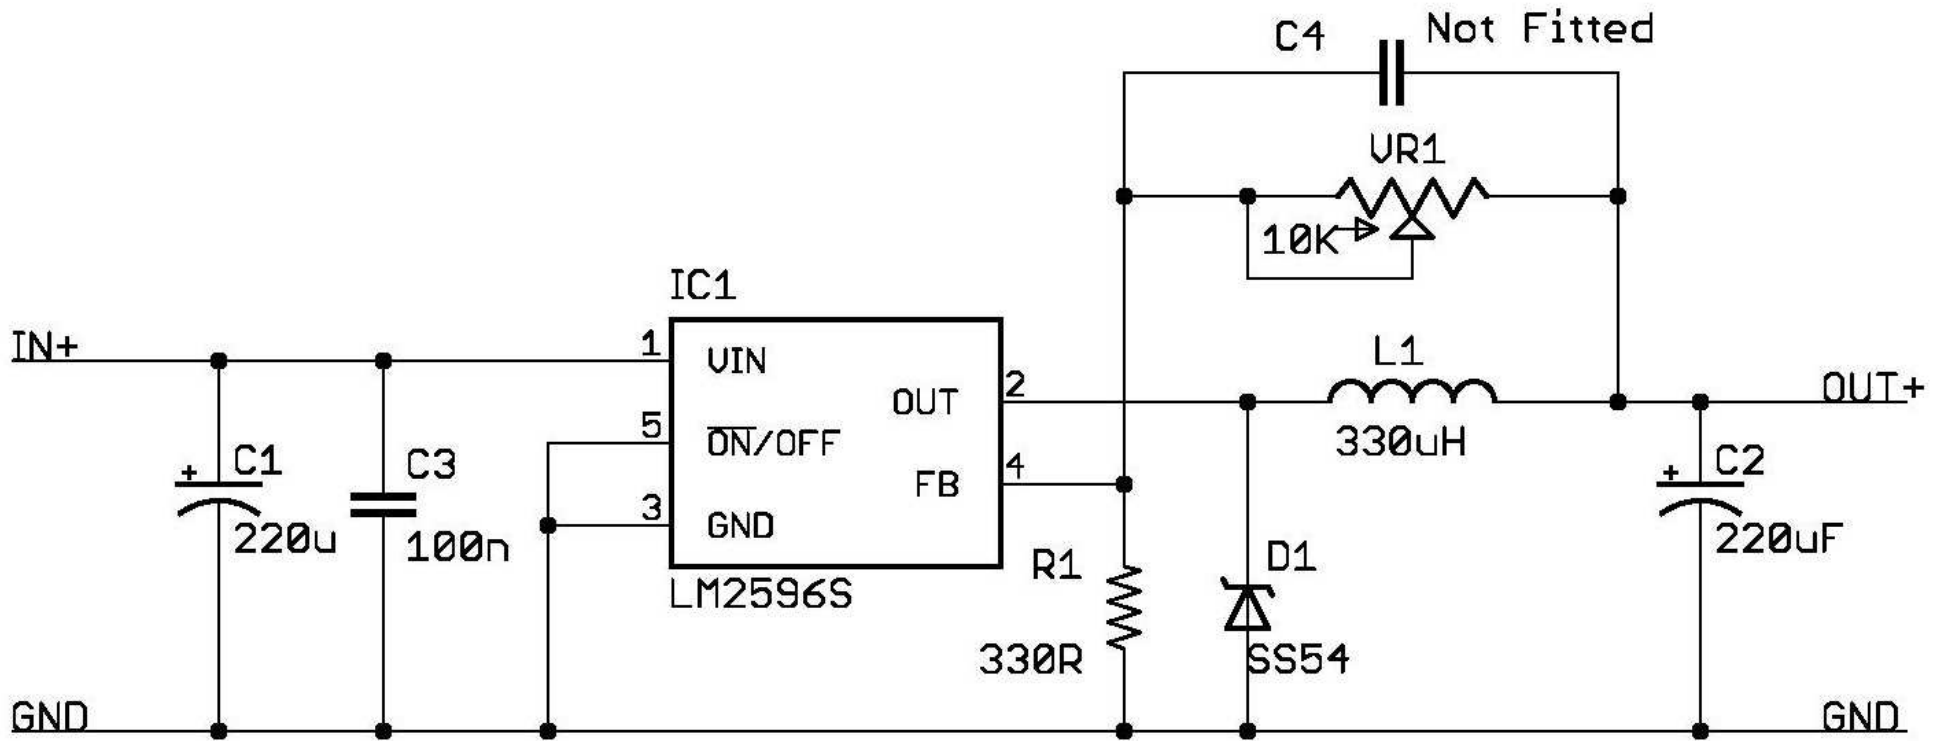 C4 Not Fitted
VR1
10K
IC1
IN+
1 VIN
L1
OUT 2
OUT+
330uH
5 ON/OFF
FB 4
+ C1
C3
+ C2
3 GND
220u
100n
220uF
LM2596S
R1
D1
330R
SS54
GND
GND